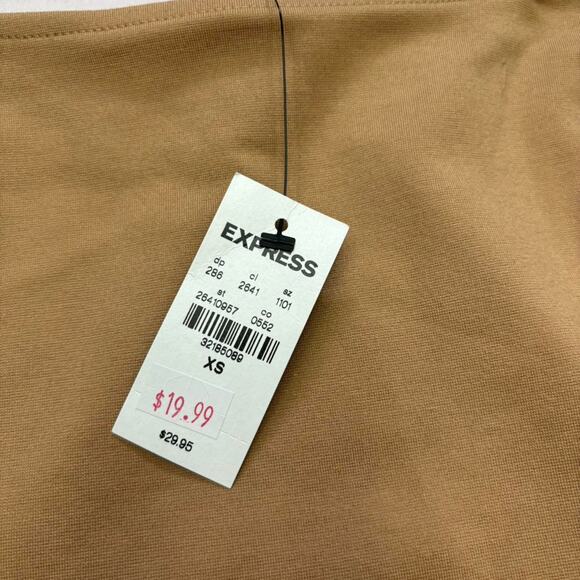 EXPRESS
dp cl sz
286 2641 1101
st co
26410957 0552
32185089
XS
$19.99
$29.95